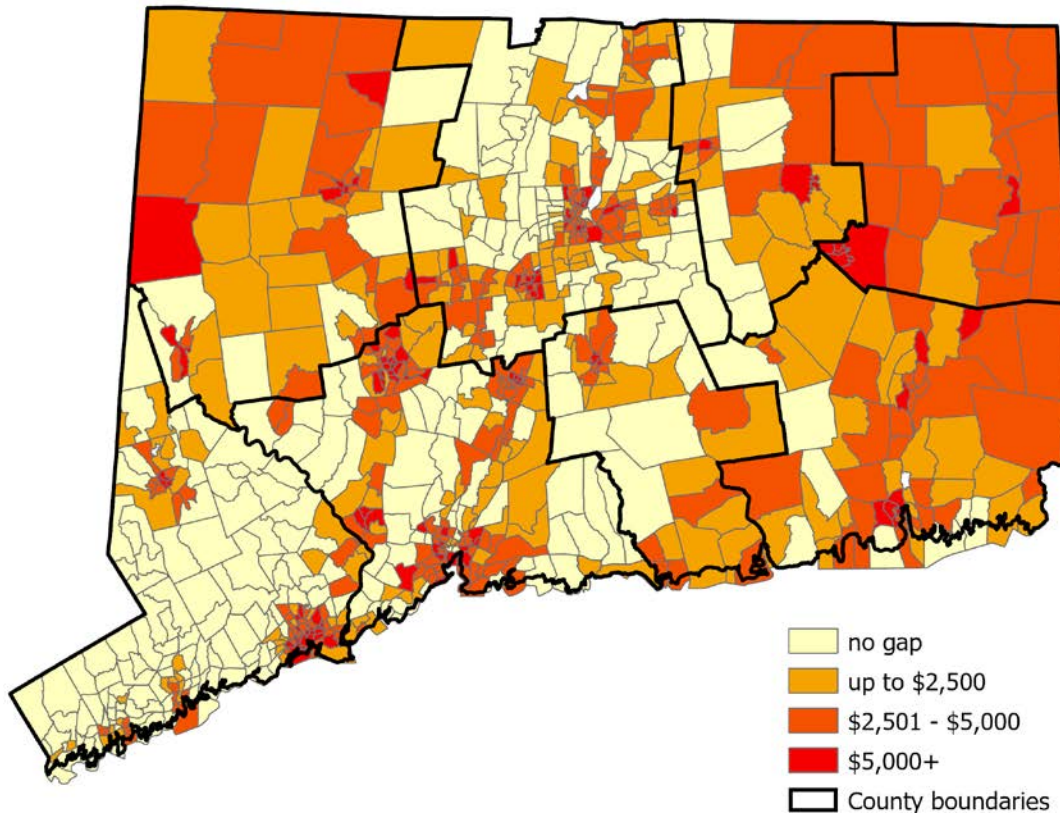 no gap
up to $2,500
$2,501 - $5,000
$5,000+
County boundaries